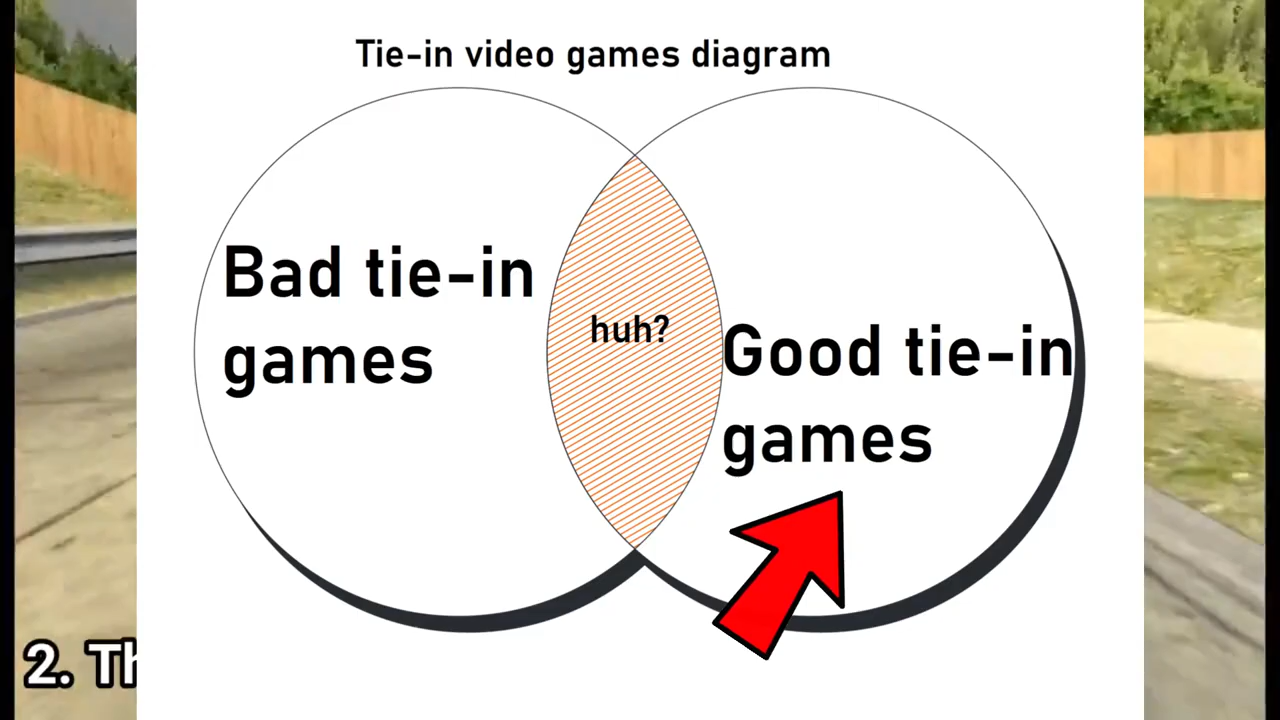 Tie-in video games diagram
Bad tie-in
games
huh?
Good tie-in
games
2. Th